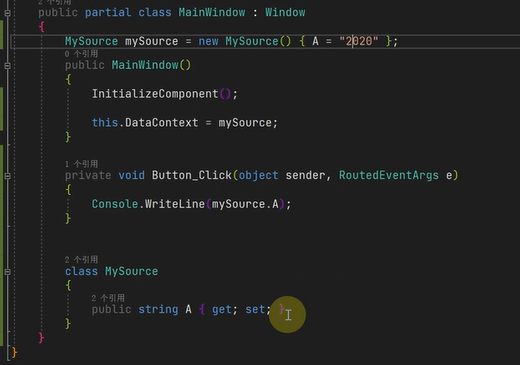 2 个引用
public partial class MainWindow : Window
{
MySource mySource = new MySource() { A = "2020" };
0 个引用
public MainWindow()
{
InitializeComponent();
this.DataContext = mySource;
}
1 个引用
private void Button_Click(object sender, RoutedEventArgs e)
{
Console.WriteLine(mySource.A);
}
2 个引用
class MySource
{
2 个引用
public string A { get; set; }
}
}
}